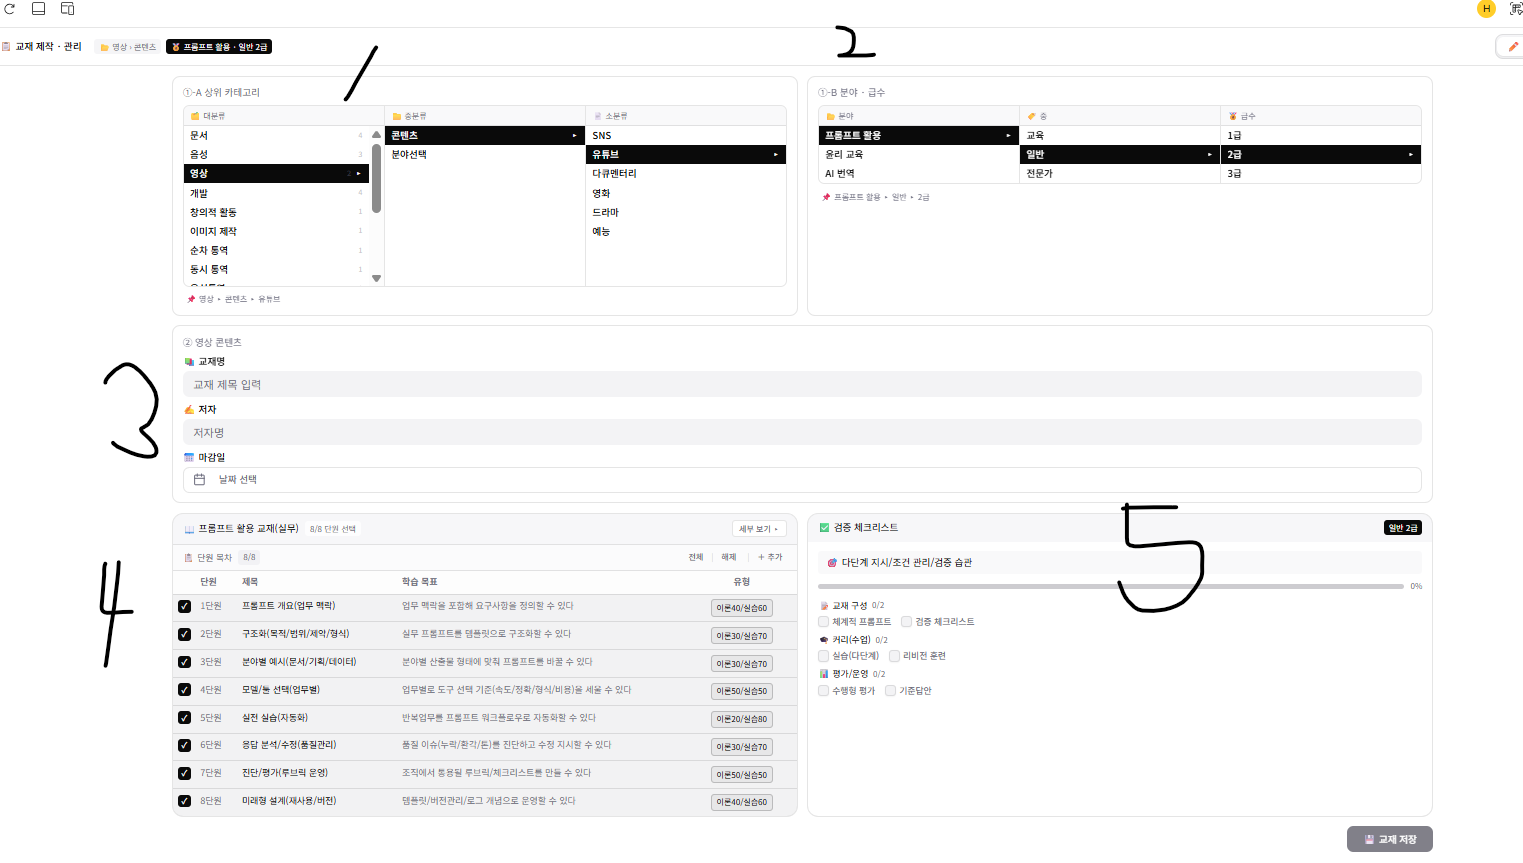 H
교재 제작 · 관리
영상 › 콘텐츠
프롬프트 활용 · 일반 2급
1
2
①-A 상위 카테고리
대분류 중분류 소분류
문서 4
음성 3
영상 2 ▸
개발 4
창의적 활동 1
이미지 제작 1
순차 통역 1
동시 통역 1
콘텐츠 ▸
분야선택
SNS
유튜브 ▸
다큐멘터리
영화
드라마
예능
영상 ▸ 콘텐츠 ▸ 유튜브
①-B 분야 · 급수
분야 층 급수
프롬프트 활용 ▸
윤리 교육
AI 번역
교육
일반 ▸
전문가
1급
2급 ▸
3급
프롬프트 활용 ▸ 일반 ▸ 2급
3
② 영상 콘텐츠
교재명
교재 제목 입력
저자
저자명
마감일
날짜 선택
4
프롬프트 활용 교재(실무) 8/8 단원 선택 세부 보기 ▸
단원 목차 8/8 전체 해제 + 추가
단원 제목 학습 목표 유형
1단원 프롬프트 개요(업무 맥락) 업무 맥락을 포함해 요구사항을 정의할 수 있다 이론40/실습60
2단원 구조화(목적/범위/제약/형식) 실무 프롬프트를 템플릿으로 구조화할 수 있다 이론30/실습70
3단원 분야별 예시(문서/기획/데이터) 분야별 산출물 형태에 맞춰 프롬프트를 바꿀 수 있다 이론30/실습70
4단원 모델/툴 선택(업무별) 업무별로 도구 선택 기준(속도/정확/형식/비용)을 세울 수 있다 이론50/실습50
5단원 실전 실습(자동화) 반복업무를 프롬프트 워크플로우로 자동화할 수 있다 이론20/실습80
6단원 응답 분석/수정(품질관리) 품질 이슈(누락/환각/톤)를 진단하고 수정 지시할 수 있다 이론30/실습70
7단원 진단/평가(루브릭 운영) 조직에서 통용될 루브릭/체크리스트를 만들 수 있다 이론50/실습50
8단원 미래형 설계(재사용/버전) 템플릿/버전관리/로그 개념으로 운영할 수 있다 이론40/실습60
5
검증 체크리스트 일반 2급
다단계 지시/조건 관리/검증 습관
0%
교재 구성 0/2
체계적 프롬프트 검증 체크리스트
커리(수업) 0/2
실습(다단계) 리비전 훈련
평가/운영 0/2
수행형 평가 기준답안
교재 저장